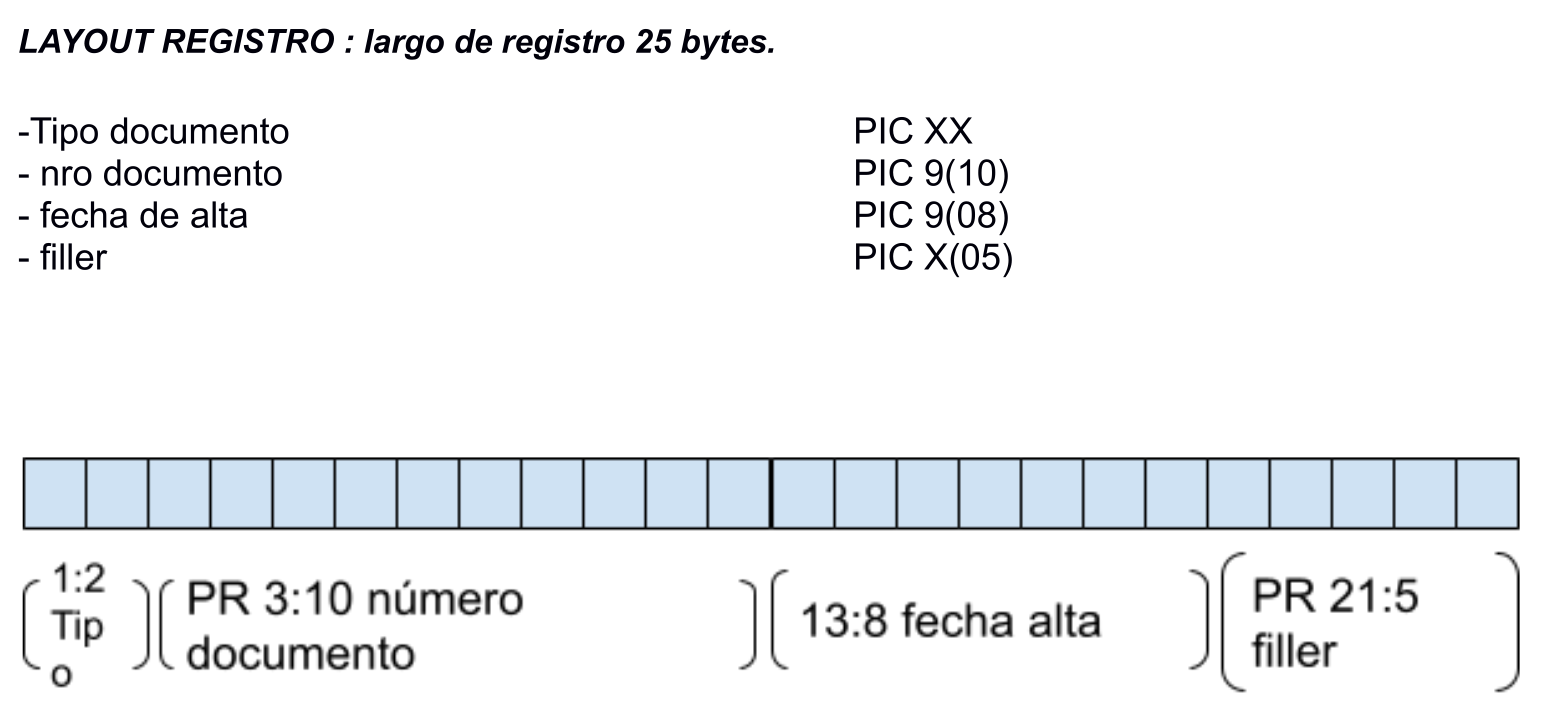 LAYOUT REGISTRO : largo de registro 25 bytes.
-Tipo documento PIC XX
- nro documento PIC 9(10)
- fecha de alta PIC 9(08)
- filler PIC X(05)
1:2
Tip
o
PR 3:10 número
documento
13:8 fecha alta
PR 21:5
filler